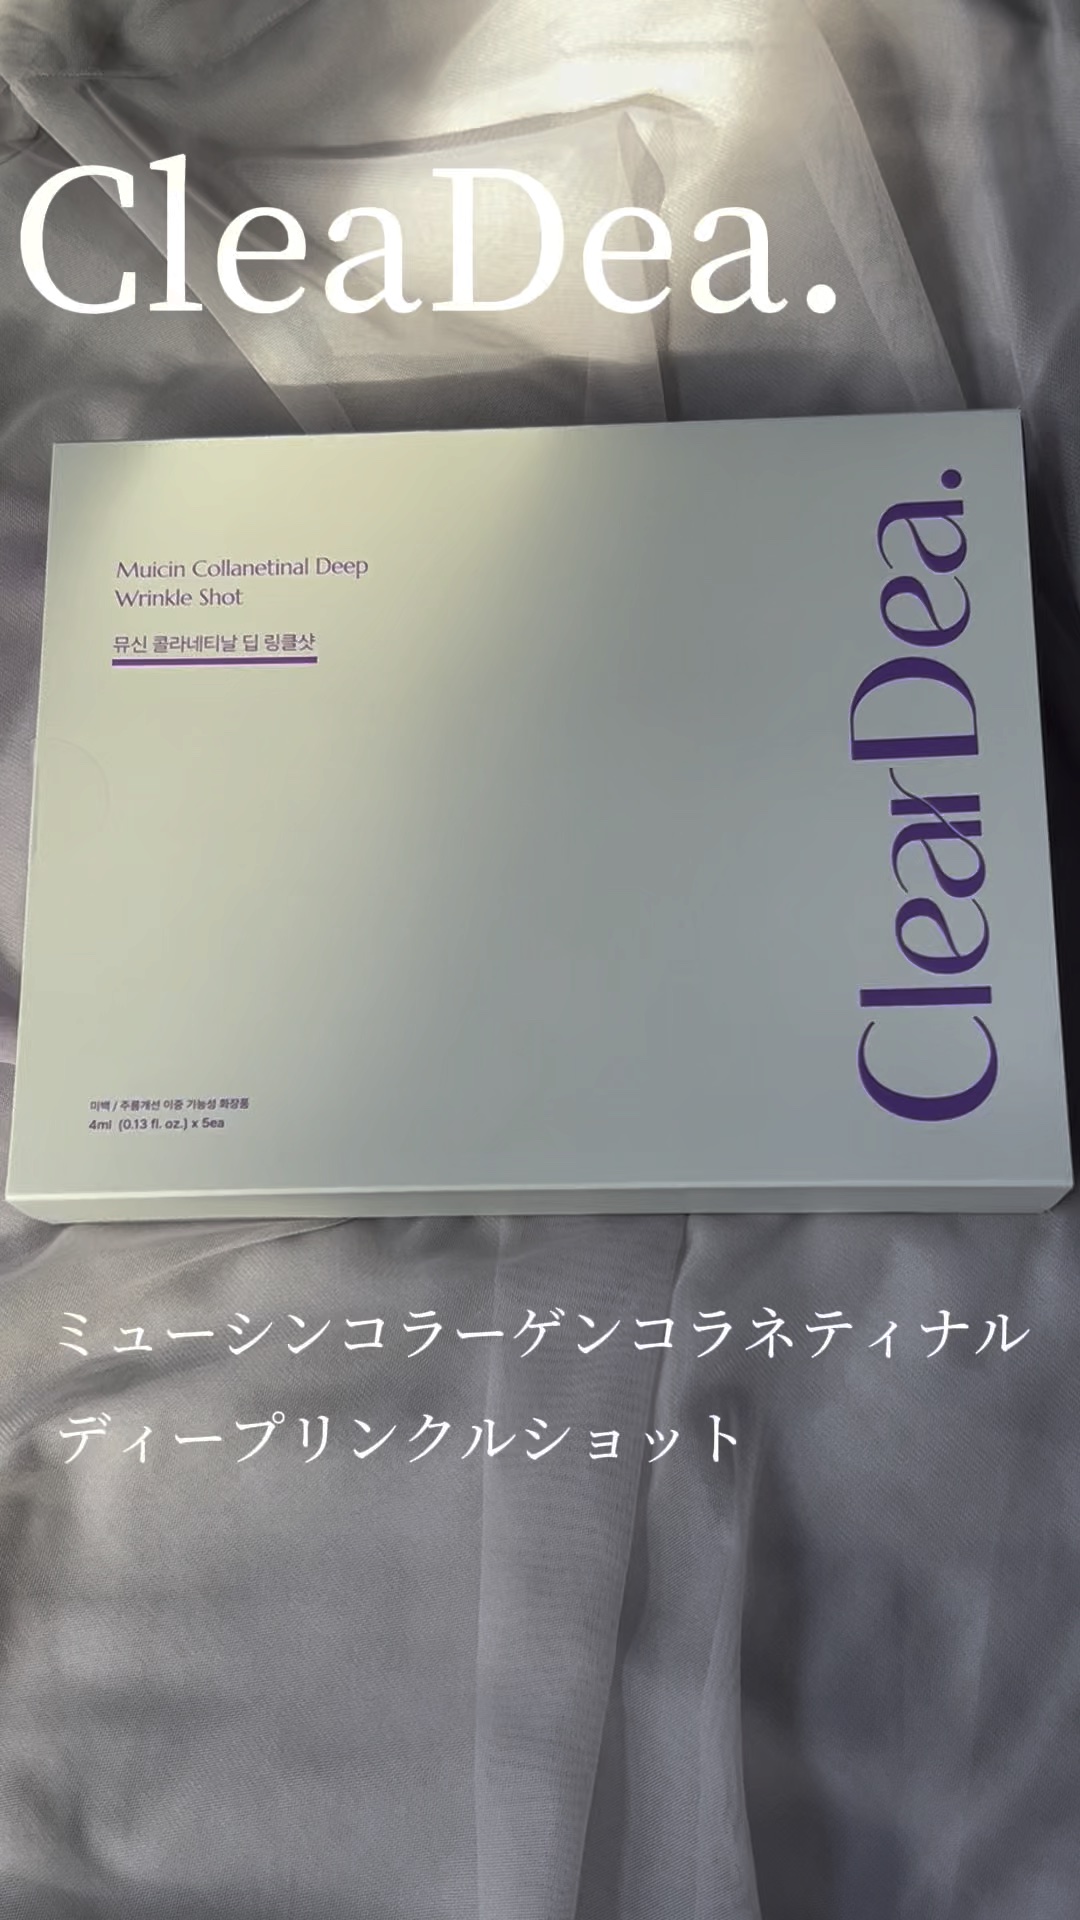 CleaDea.
Muicin Collanetinal Deep
Wrinkle Shot
뮤신 콜라네티날 딥 링클샷
ClearDea.
미백 / 주름개선 이중 기능성 화장품
4ml (0.13 fl. oz.) x 5ea
ミューシンコラーゲンコラネティナル
ディープリンクルショット